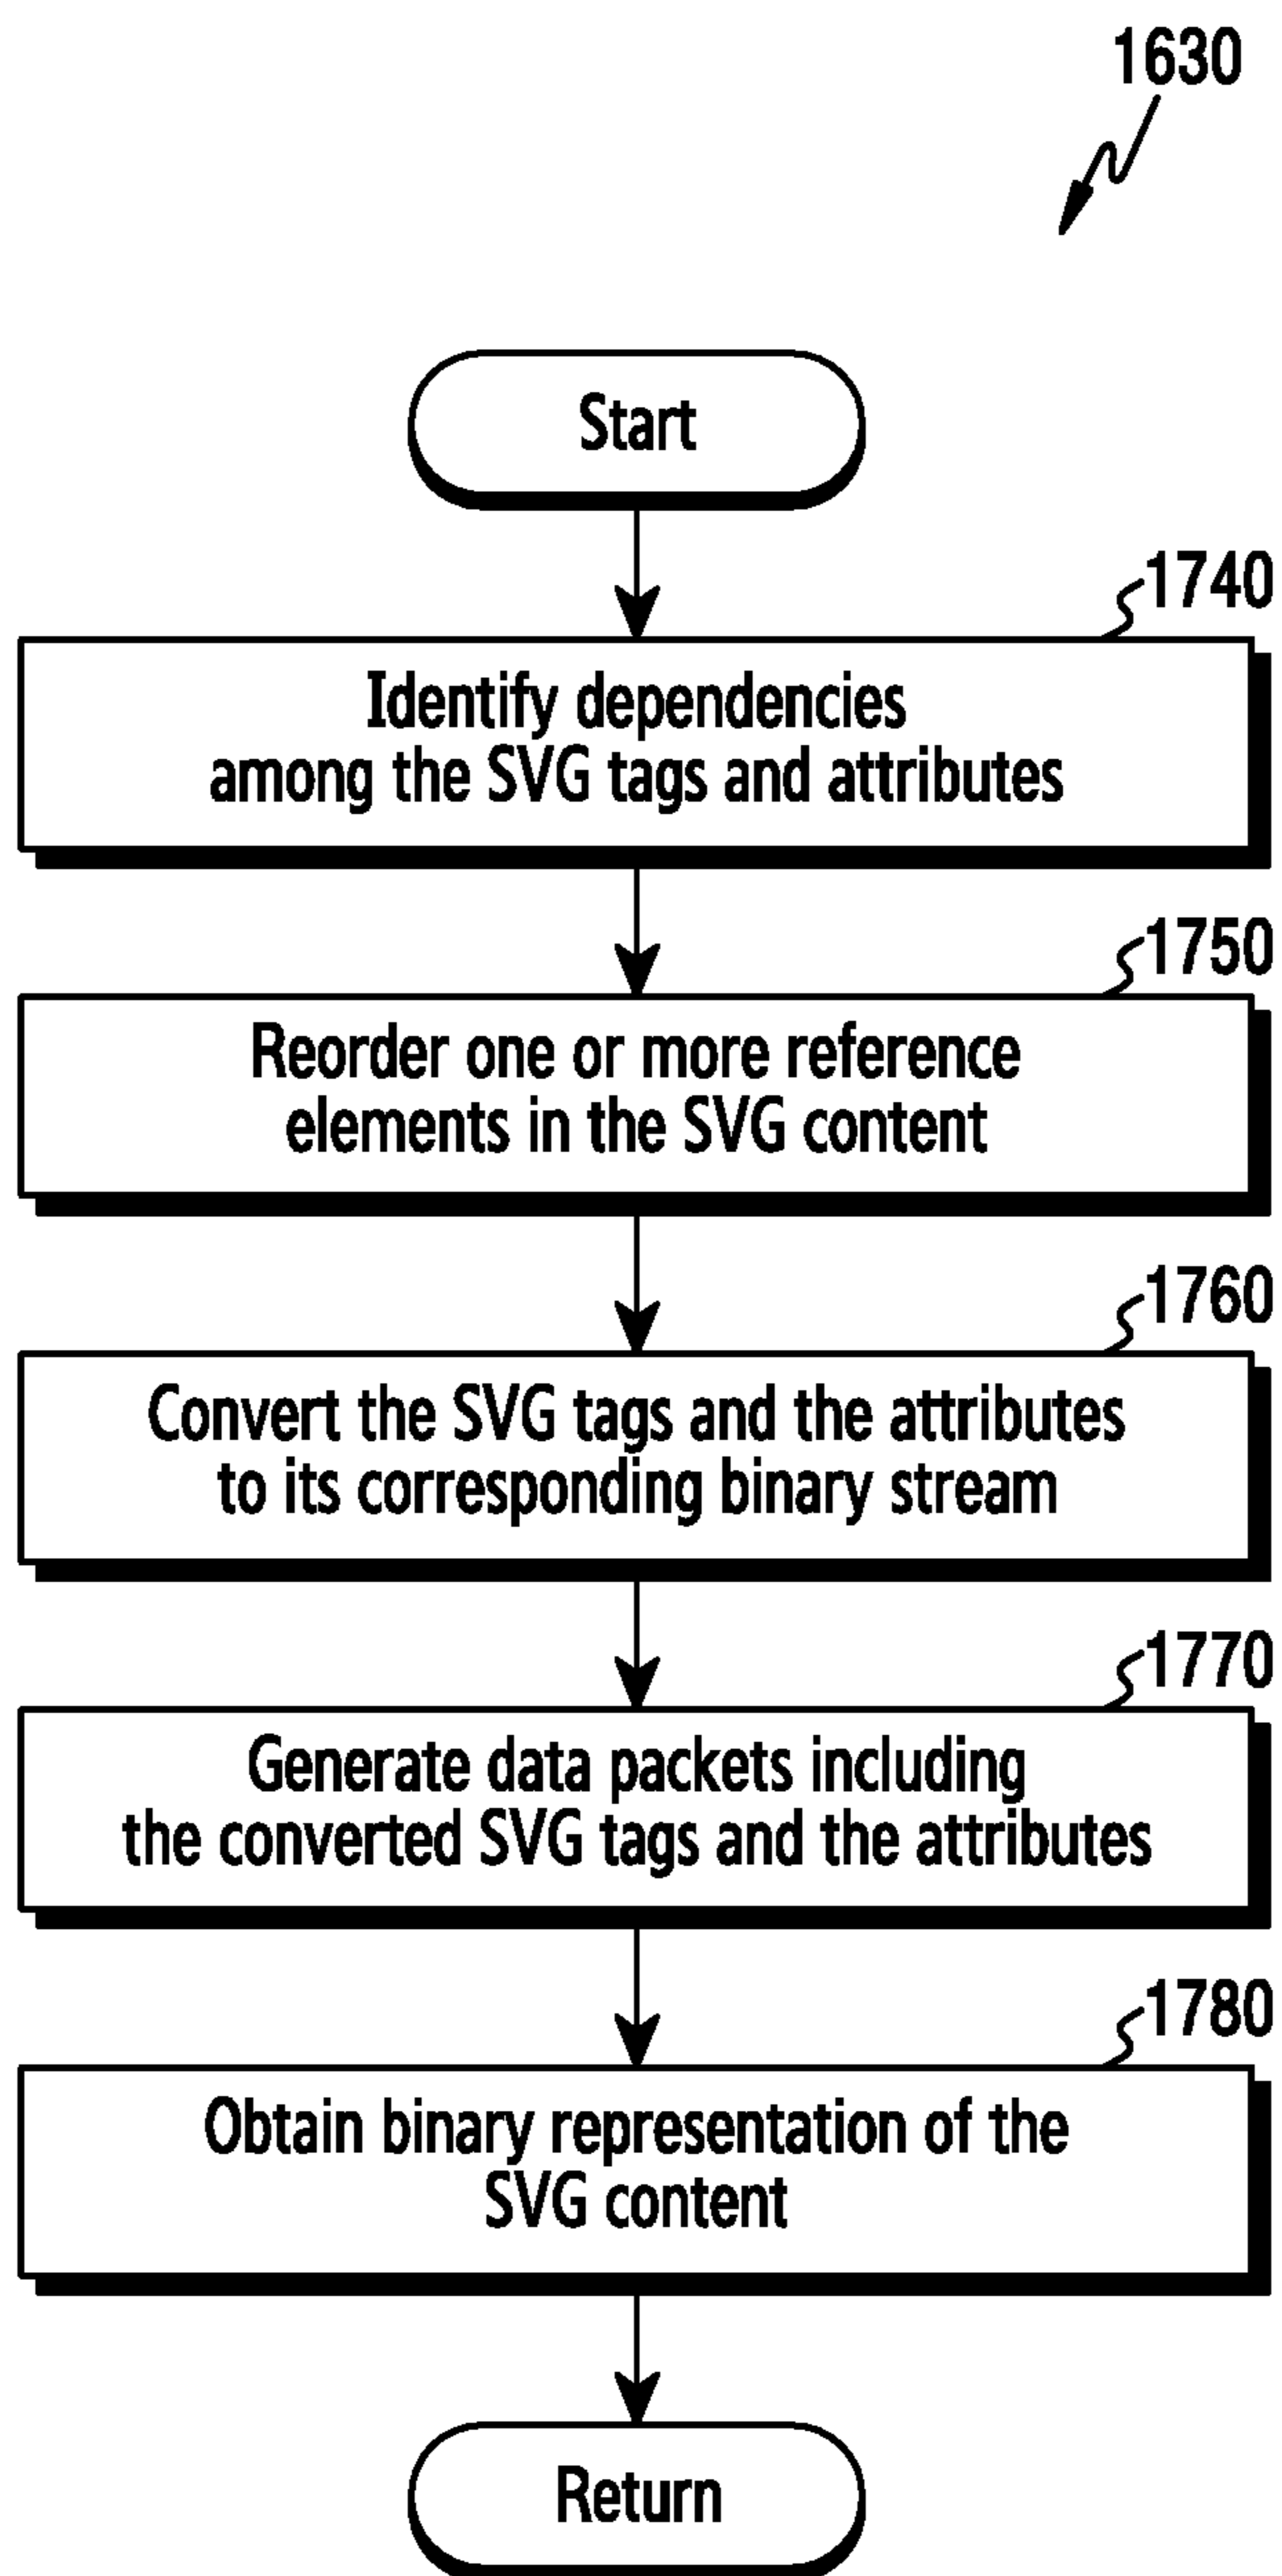 1630
Start
1740
Identify dependencies
among the SVG tags and attributes
1750
Reorder one or more reference
elements in the SVG content
1760
Convert the SVG tags and the attributes
to its corresponding binary stream
1770
Generate data packets including
the converted SVG tags and the attributes
1780
Obtain binary representation of the
SVG content
Return